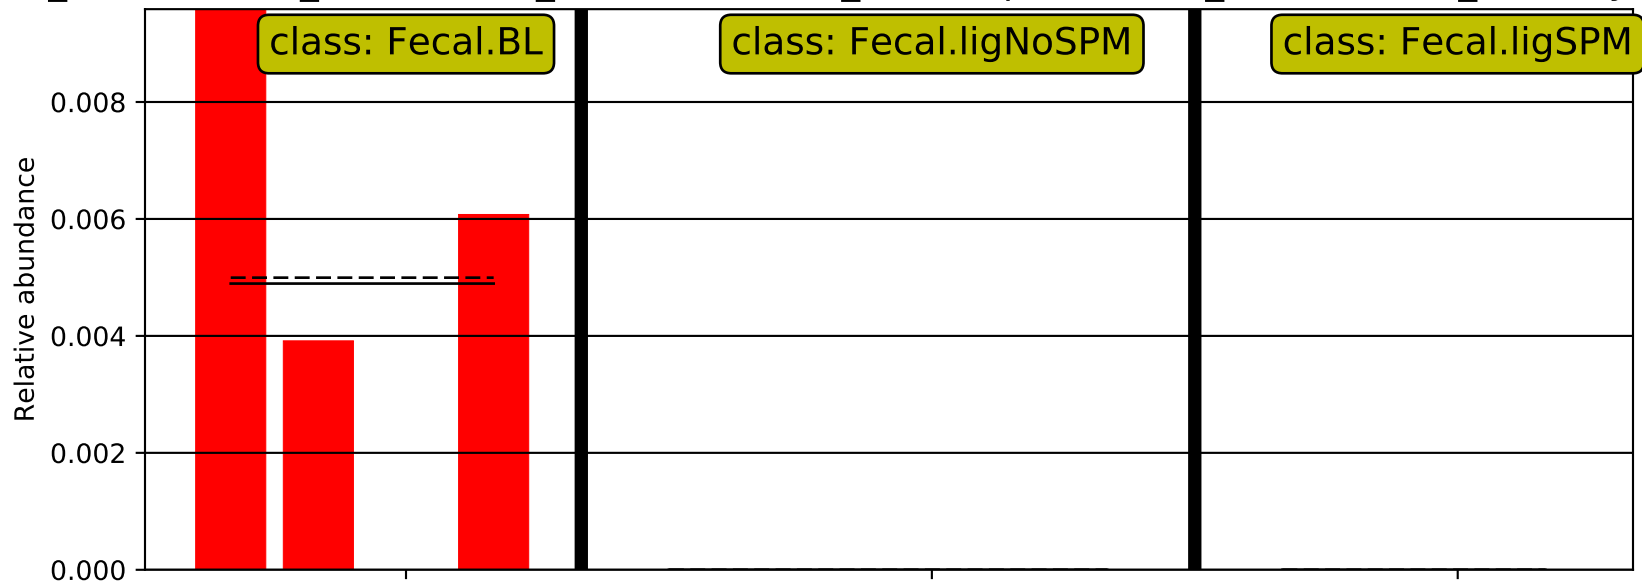 class: Fecal.BL
class: Fecal.ligNoSPM
class: Fecal.ligSPM
0.008
0.006
0.004
0.002
0.000
Relative abundance